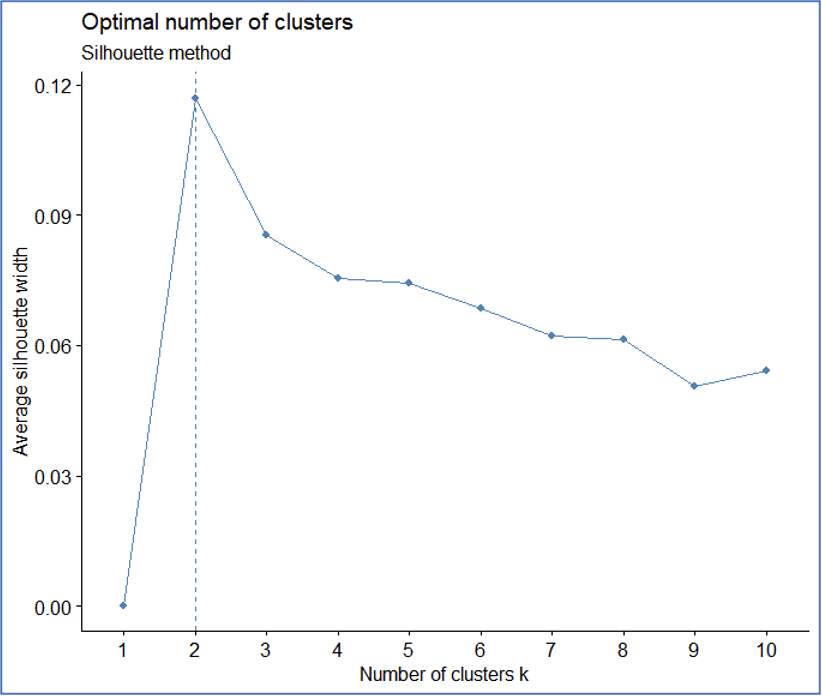 Optimal number of clusters
Silhouette method
0.12
0.09
0.06
0.03
0.00
Average silhouette width
1 2 3 4 5 6 7 8 9 10
Number of clusters k